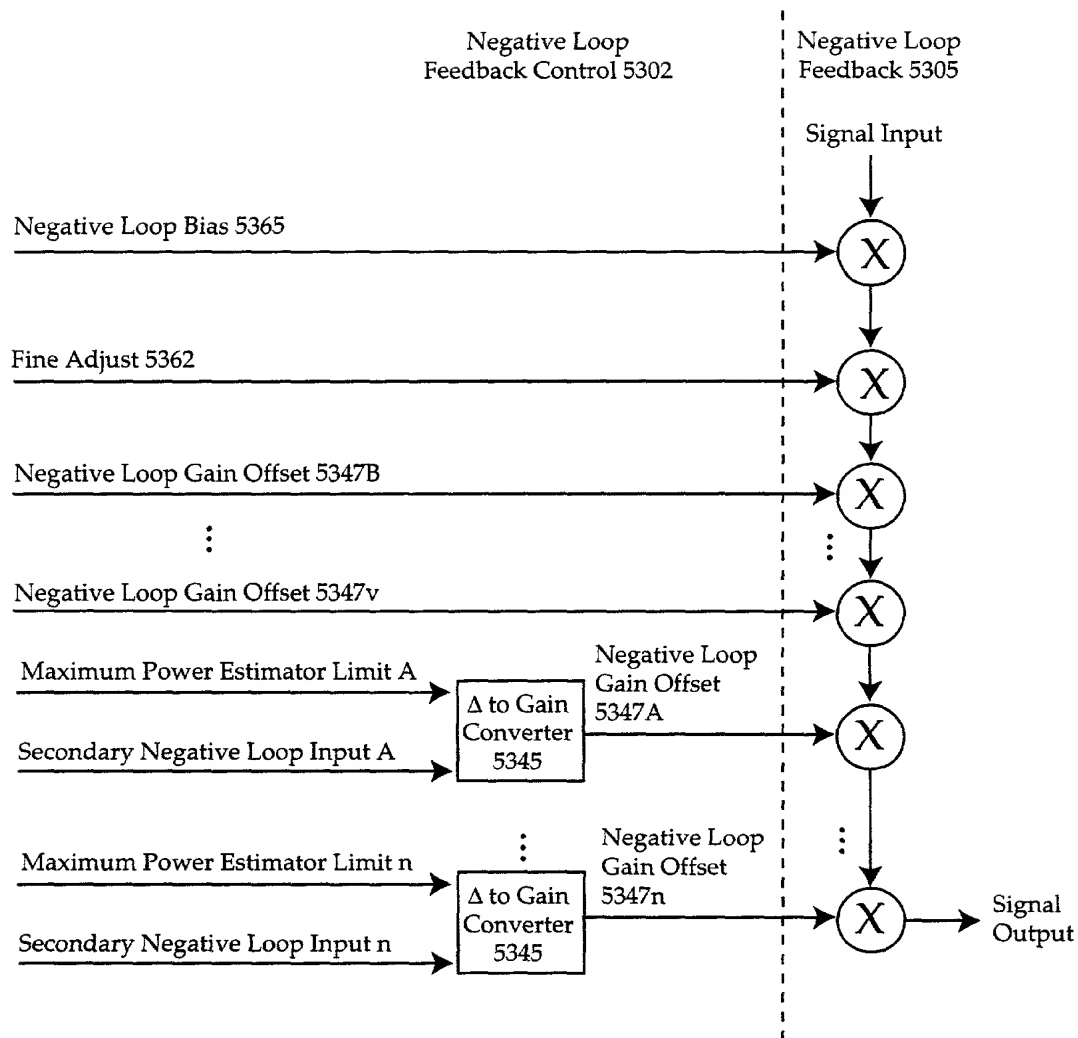 Negative Loop
Feedback Control 5302
Negative Loop
Feedback 5305
Signal Input
Negative Loop Bias 5365
X
Fine Adjust 5362
X
Negative Loop Gain Offset 5347B
X
⋮
⋮
Negative Loop Gain Offset 5347v
X
Maximum Power Estimator Limit A
Secondary Negative Loop Input A
Δ to Gain
Converter
5345
Negative Loop
Gain Offset
5347A
X
⋮
⋮
Maximum Power Estimator Limit n
Secondary Negative Loop Input n
Δ to Gain
Converter
5345
Negative Loop
Gain Offset
5347n
X
Signal
Output